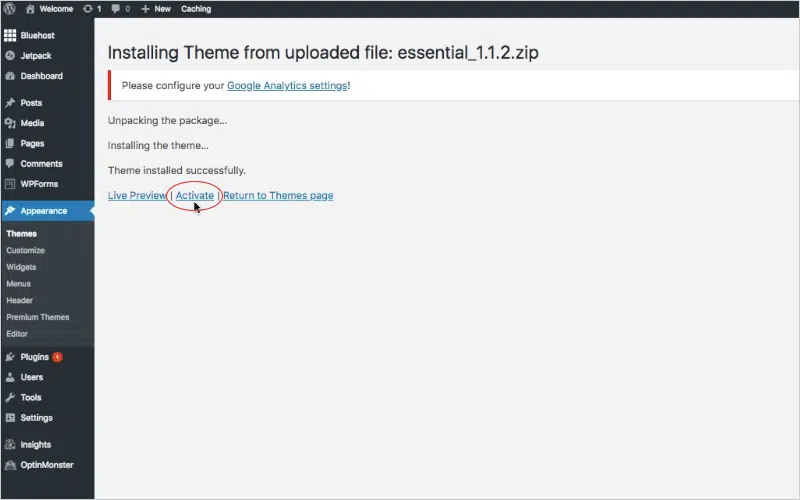 Welcome 1 0 New Caching
Bluehost
Jetpack
Dashboard
Posts
Media
Pages
Comments
WPForms
Appearance
Themes
Customize
Widgets
Menus
Header
Premium Themes
Editor
Plugins 1
Users
Tools
Settings
Insights
OptinMonster
Installing Theme from uploaded file: essential_1.1.2.zip
Please configure your Google Analytics settings!
Unpacking the package...
Installing the theme...
Theme installed successfully.
Live Preview | Activate | Return to Themes page